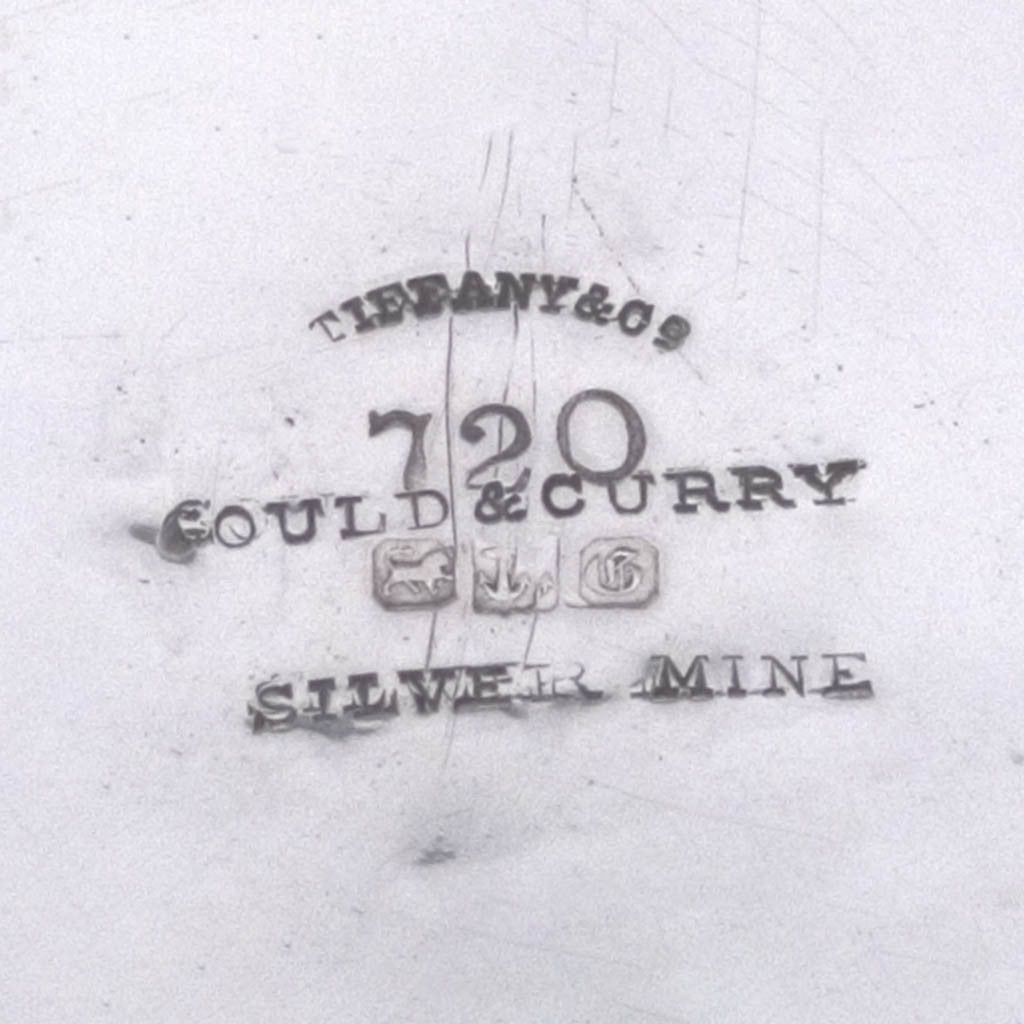 TIFFANY & Co
720
GOULD & CURRY
G
SILVER MINE